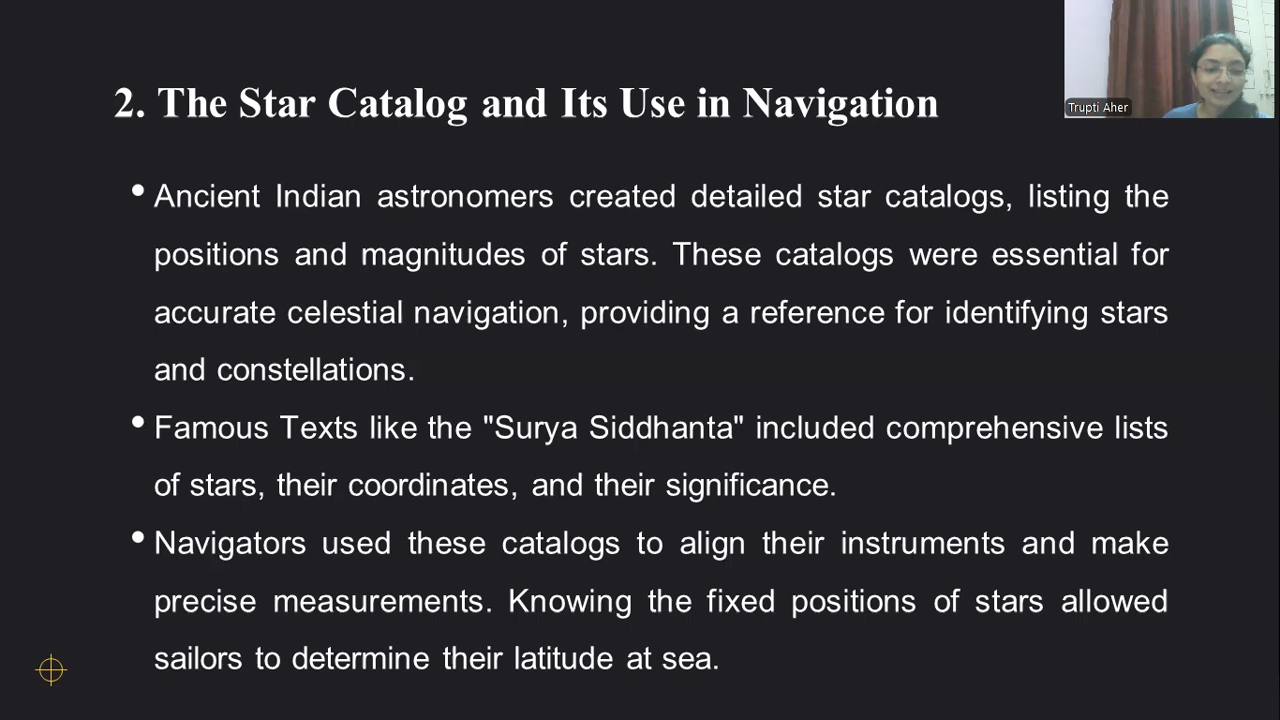 Trupti Aher
2. The Star Catalog and Its Use in Navigation
• Ancient Indian astronomers created detailed star catalogs, listing the
positions and magnitudes of stars. These catalogs were essential for
accurate celestial navigation, providing a reference for identifying stars
and constellations.
• Famous Texts like the "Surya Siddhanta" included comprehensive lists
of stars, their coordinates, and their significance.
• Navigators used these catalogs to align their instruments and make
precise measurements. Knowing the fixed positions of stars allowed
sailors to determine their latitude at sea.